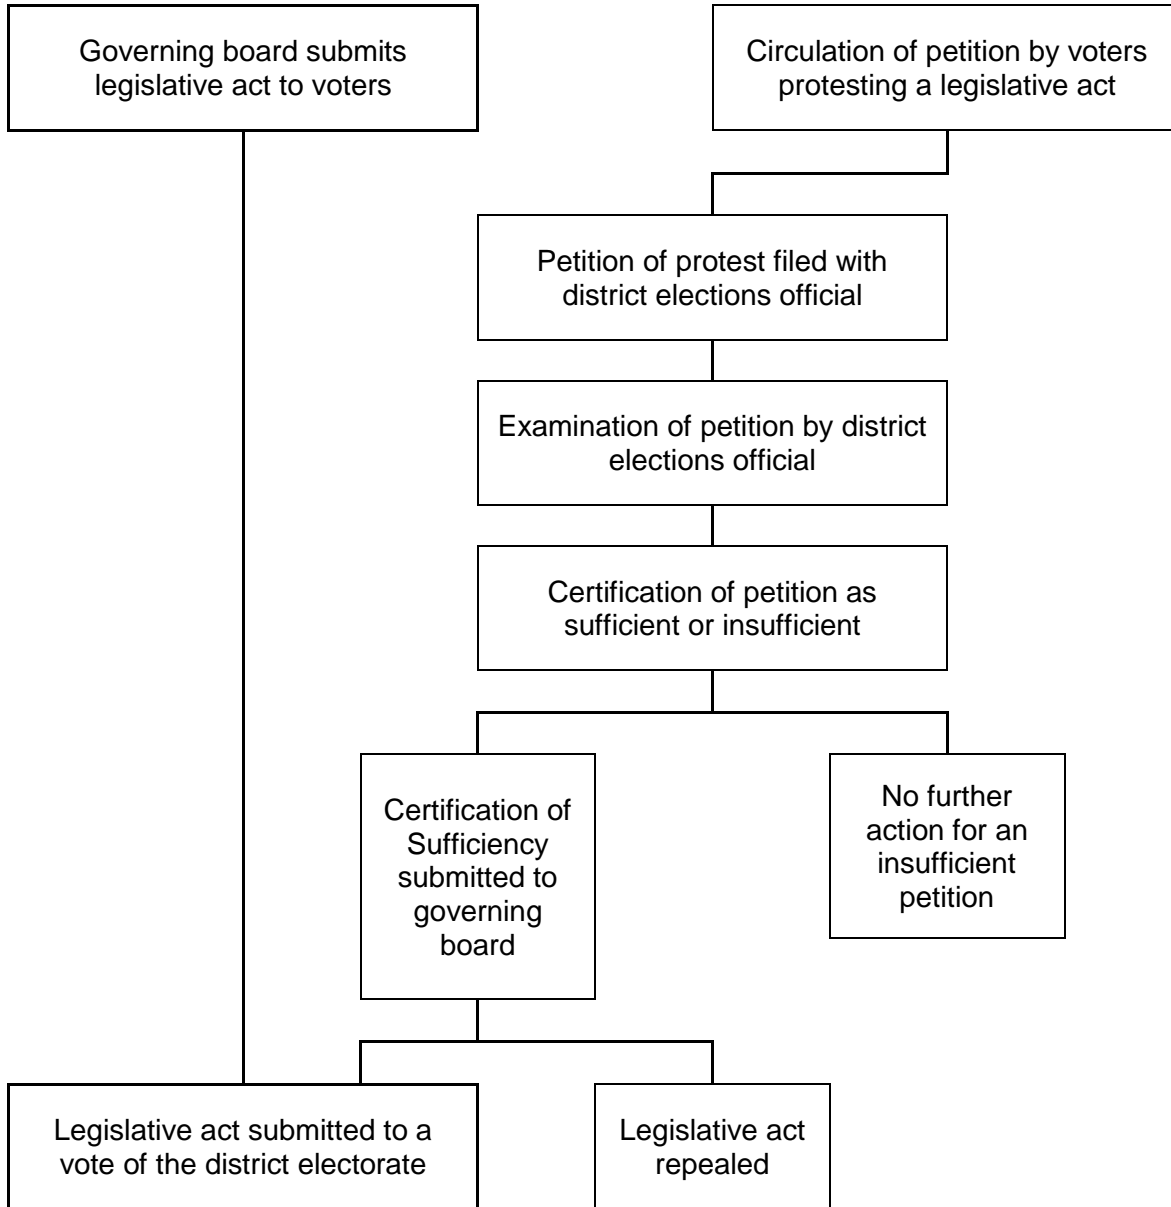 Governing board submits
legislative act to voters
Circulation of petition by voters
protesting a legislative act
Petition of protest filed with
district elections official
Examination of petition by district
elections official
Certification of petition as
sufficient or insufficient
Certification of
Sufficiency
submitted to
governing
board
No further
action for an
insufficient
petition
Legislative act submitted to a
vote of the district electorate
Legislative act
repealed